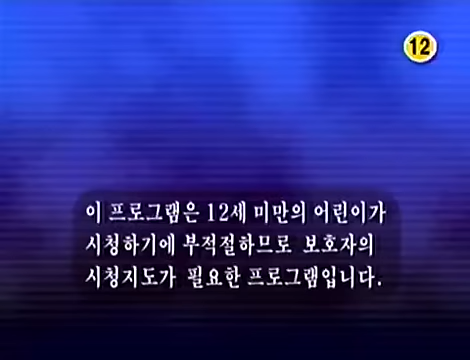 12
이 프로그램은 12세 미만의 어린이가
시청하기에 부적절하므로 보호자의
시청지도가 필요한 프로그램입니다.